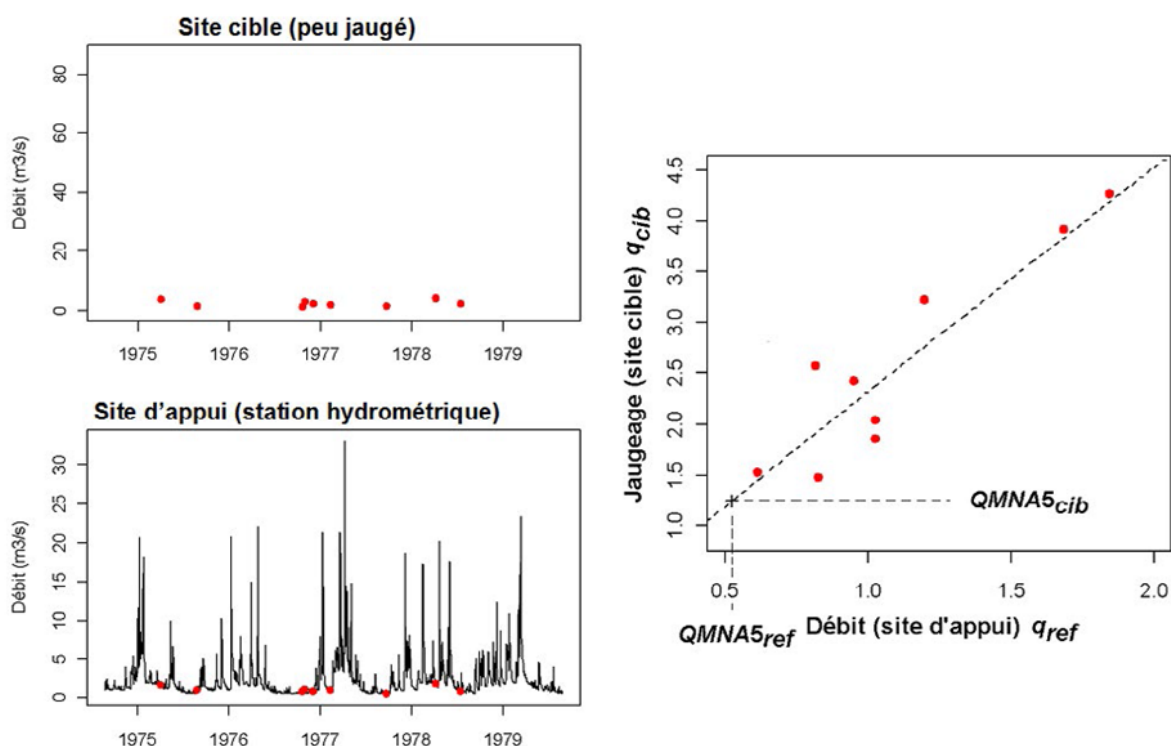 Site cible (peu jaugé)
80
60
40
20
0
Débit (m3/s)
1975 1976 1977 1978 1979
Site d'appui (station hydrométrique)
30
25
20
15
10
5
0
Débit (m3/s)
1975 1976 1977 1978 1979
4.5
4.0
3.5
3.0
2.5
2.0
1.5
1.0
Jaugeage (site cible) qcib
QMNA5cib
0.5 1.0 1.5 2.0
QMNA5ref Débit (site d'appui) qref